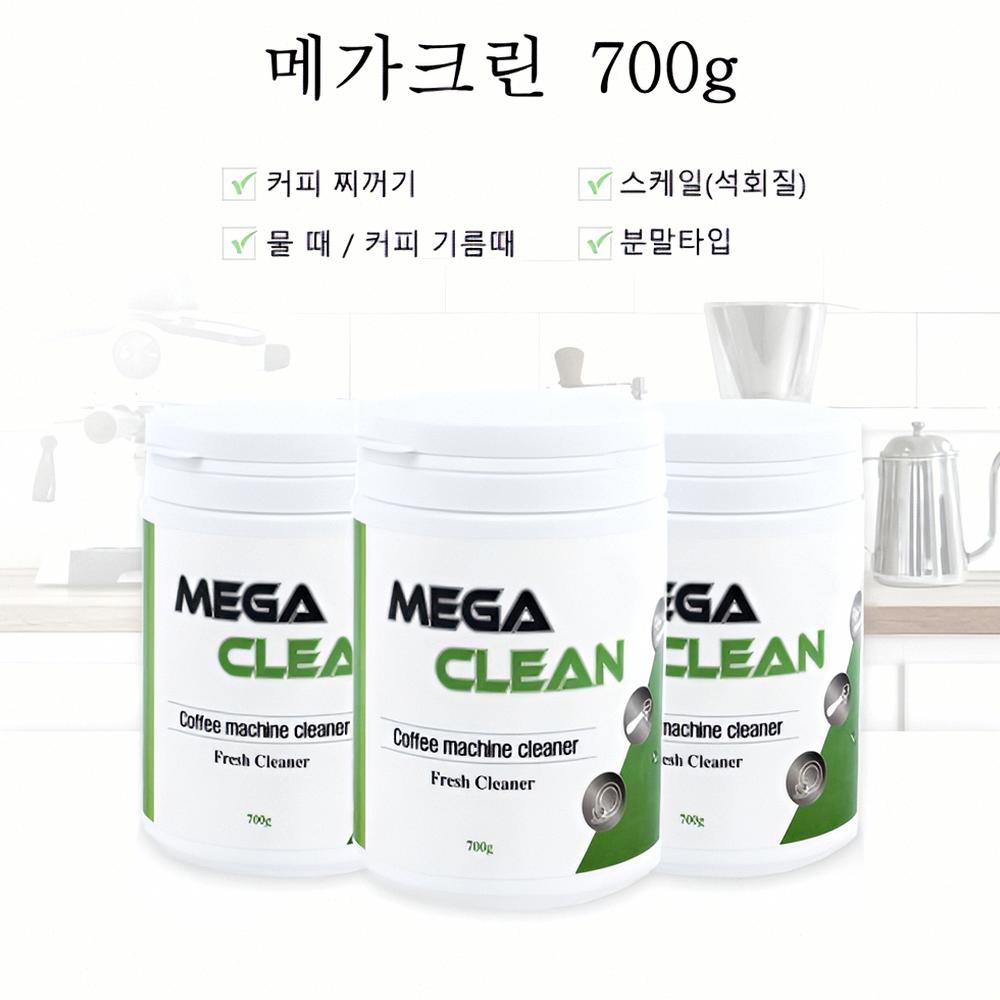 메가크린 700g
커피 찌꺼기
스케일(석회질)
물 때 / 커피 기름때
분말타입
MEGA
CLEA
Coffee machine cleaner
Fresh Cleaner
700g
MEGA
CLEAN
Coffee machine cleaner
Fresh Cleaner
700g
EGA
CLEAN
machine cleaner
esh Cleaner
700g